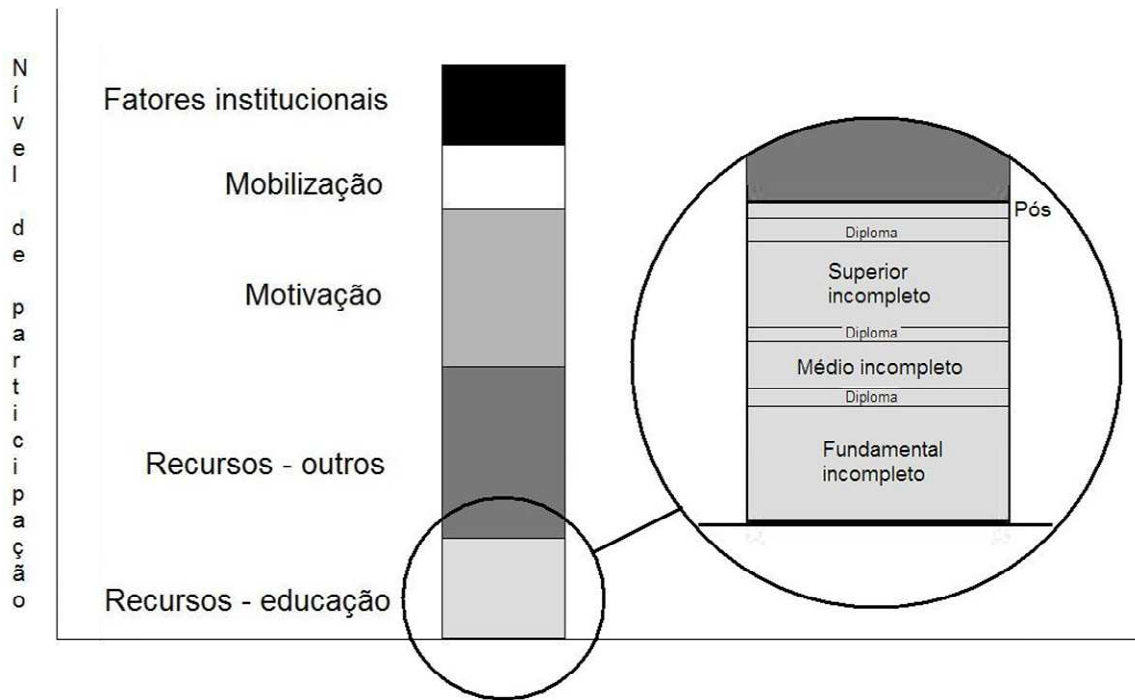 Nível de participação
Fatores institucionais
Mobilização
Motivação
Recursos - outros
Recursos - educação
Pós
Diploma
Superior
incompleto
Diploma
Médio incompleto
Diploma
Fundamental
incompleto